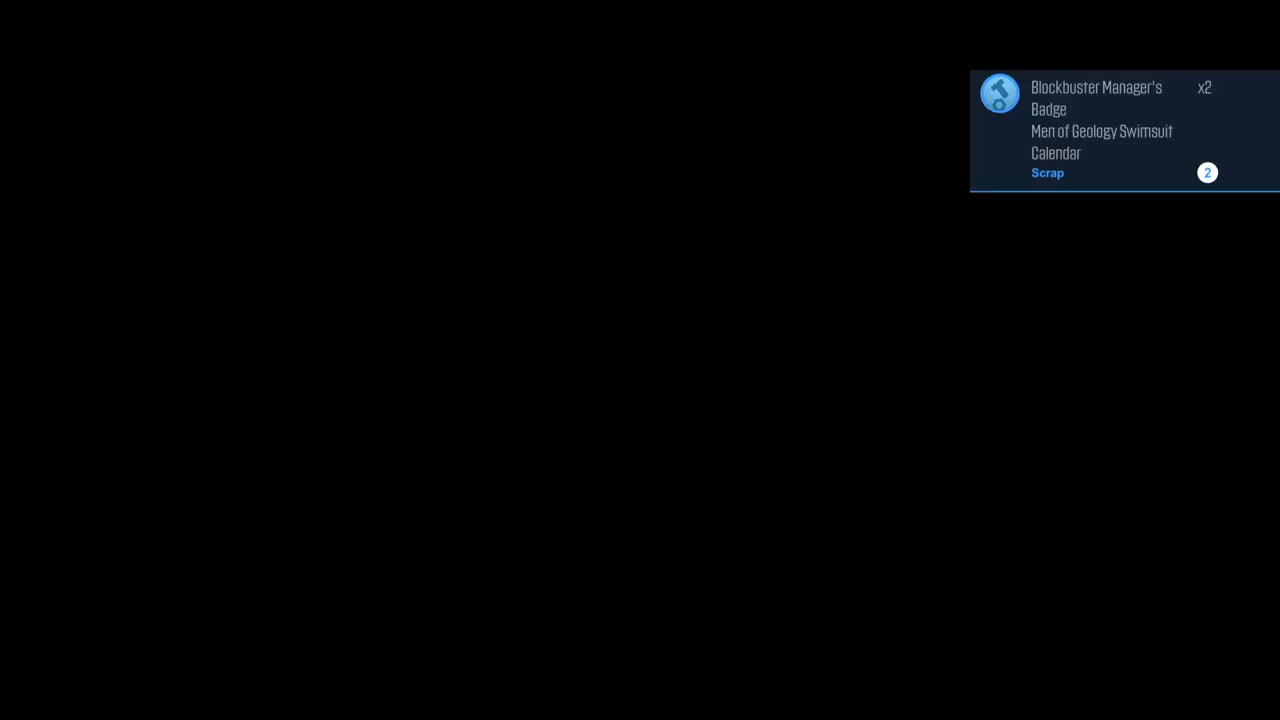 Blockbuster Manager's x2
Badge
Men of Geology Swimsuit
Calendar
Scrap 2